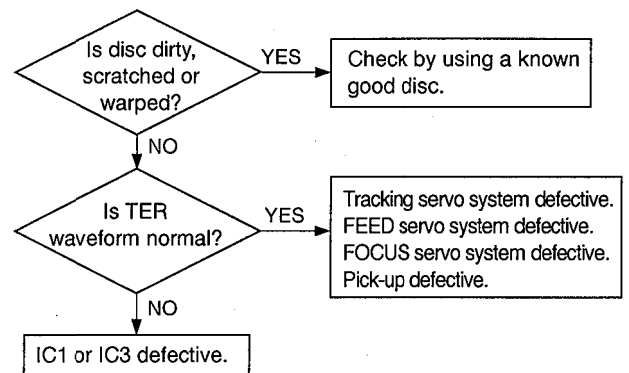 Is disc dirty,
scratched or
warped?
YES
Check by using a known
good disc.
NO
Is TER
waveform normal?
YES
Tracking servo system defective.
FEED servo system defective.
FOCUS servo system defective.
Pick-up defective.
NO
IC1 or IC3 defective.